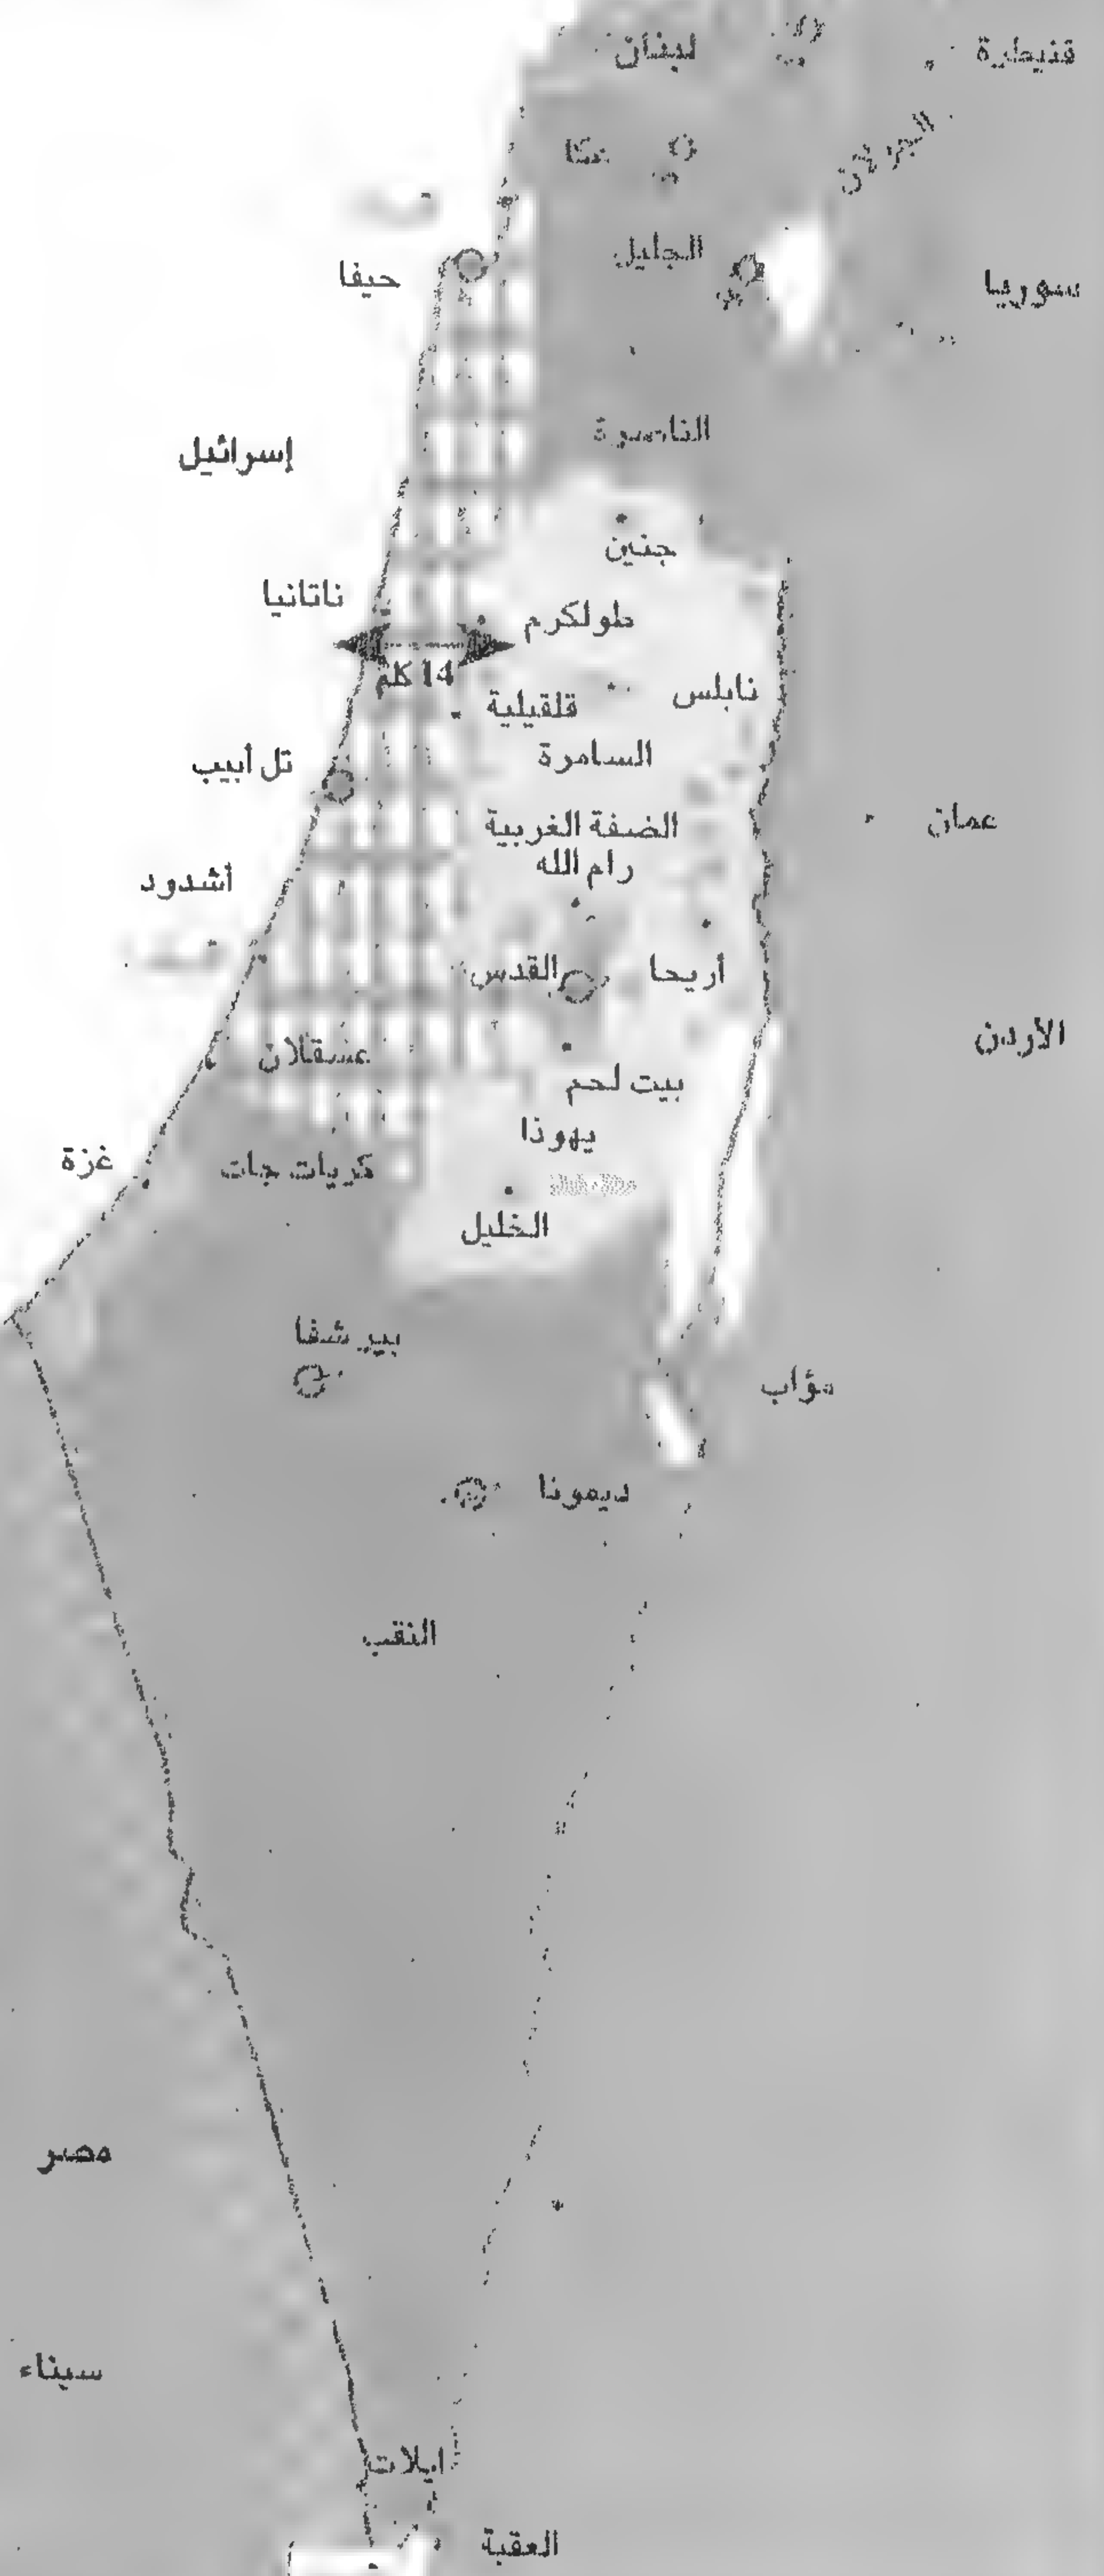 لبنان
قنيطرة
عكا
الجولان
الجليل
حيفا
سوريا
الناصرة
إسرائيل
جنين
ناتانيا
طولكرم
14 كلم
نابلس
قلقيلية
السامرة
تل أبيب
الضفة الغربية
عمان
رام الله
أشدود
القدس
أريحا
الأردن
عسقلان
بيت لحم
يهوذا
غزة
كريات جات
الخليل
بير شفا
مؤاب
ديمونا
النقب
مصر
سيناء
ايلات
العقبة